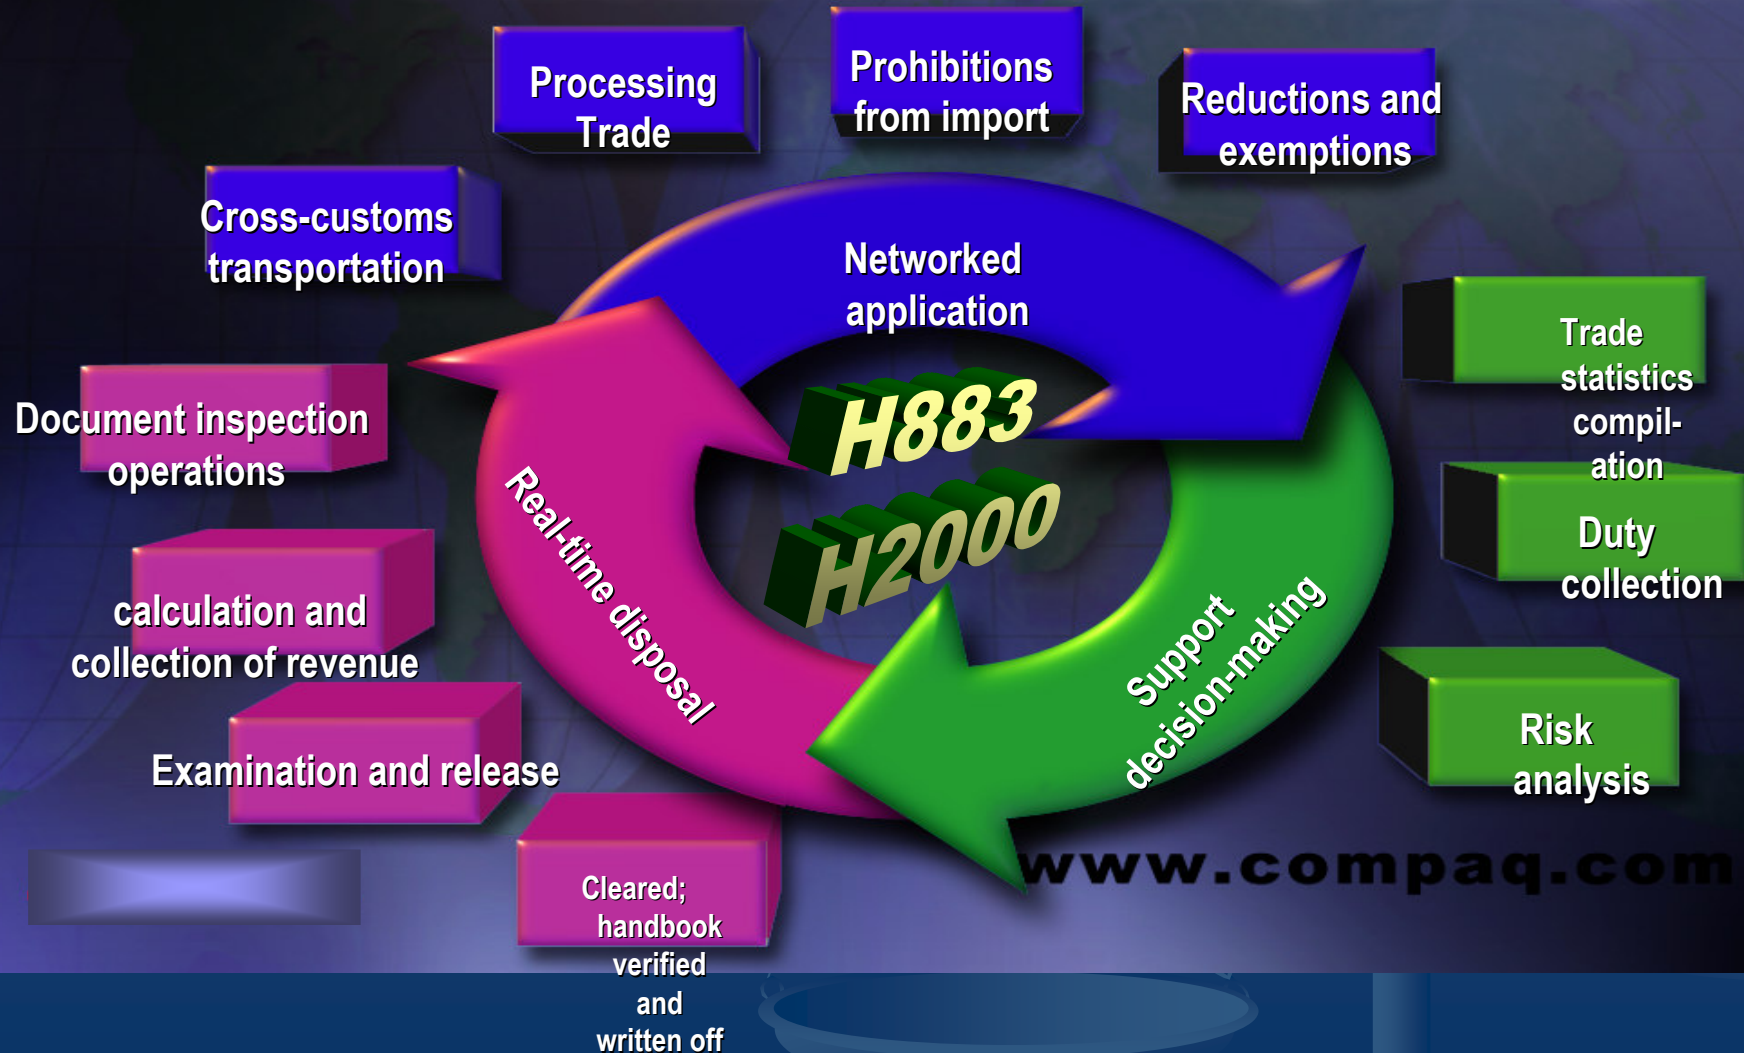 Processing
Trade
Prohibitions
from import
Reductions and
exemptions
Cross-customs
transportation
Networked
application
Trade
statistics
compil-
ation
Document inspection
operations
H883
H2000
Duty
collection
Real-time disposal
Support
decision-making
calculation and
collection of revenue
Risk
analysis
Examination and release
www.compaq.com
Cleared;
handbook
verified
and
written off